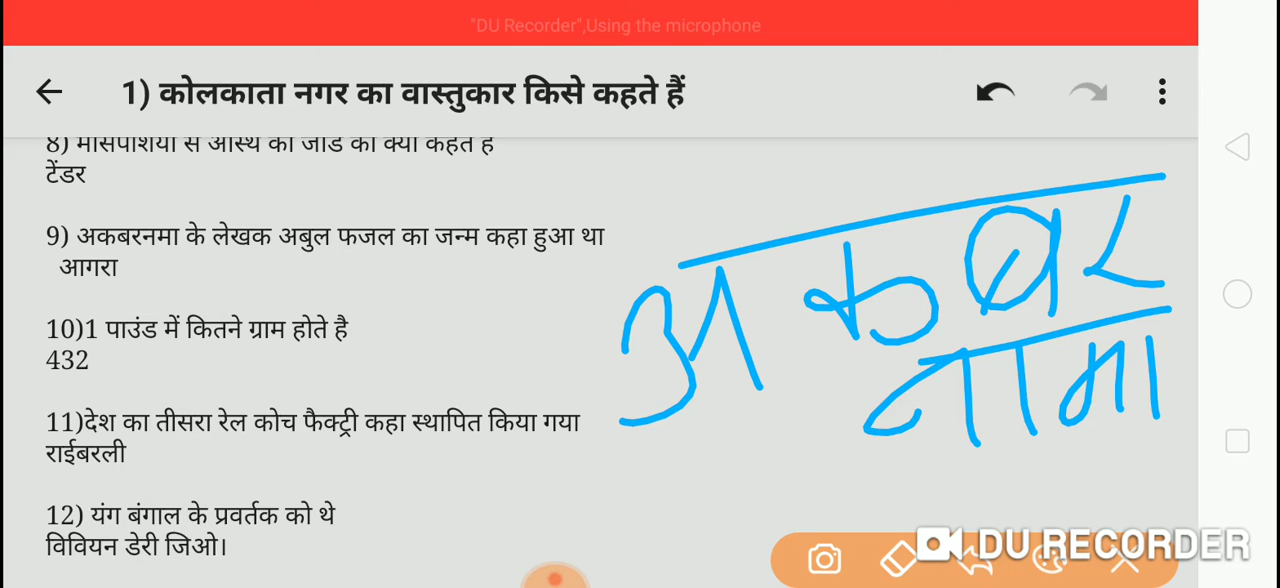 "DU Recorder",Using the microphone
1) कोलकाता नगर का वास्तुकार किसे कहते हैं
8) मांसपेशियों से अस्थि के जोड़ को क्या कहते है
टेंडर
9) अकबरनमा के लेखक अबुल फजल का जन्म कहा हुआ था
आगरा
अकबर
नामा
10)1 पाउंड में कितने ग्राम होते है
432
11)देश का तीसरा रेल कोच फैक्ट्री कहा स्थापित किया गया
राईबरली
12) यंग बंगाल के प्रवर्तक को थे
विवियन डेरी जिओ।
DU RECORDER